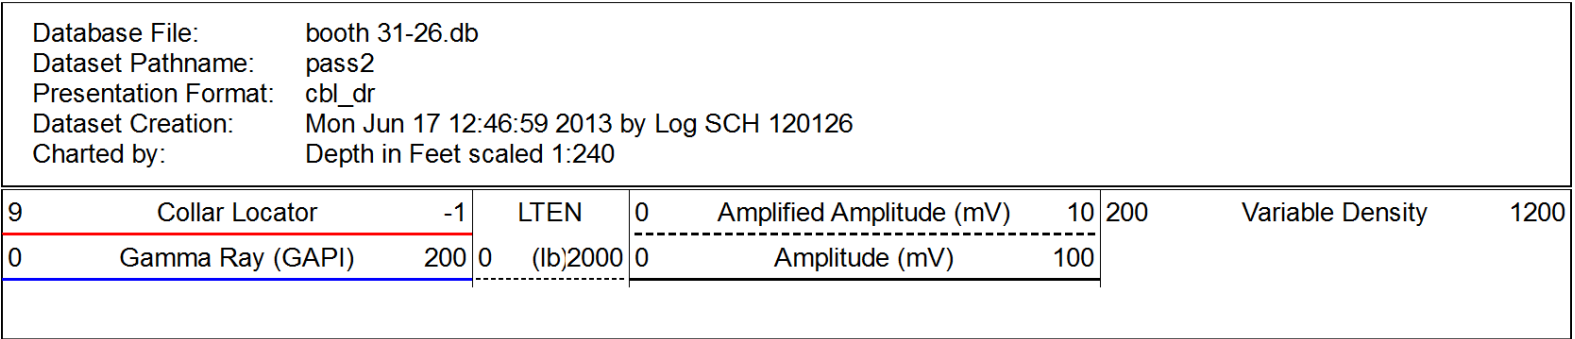 Database File: booth 31-26.db
Dataset Pathname: pass2
Presentation Format: cbl_dr
Dataset Creation: Mon Jun 17 12:46:59 2013 by Log SCH 120126
Charted by: Depth in Feet scaled 1:240
9 Collar Locator -1 LTEN 0 Amplified Amplitude (mV) 10 200 Variable Density 1200
0 Gamma Ray (GAPI) 200 0 (lb)2000 0 Amplitude (mV) 100